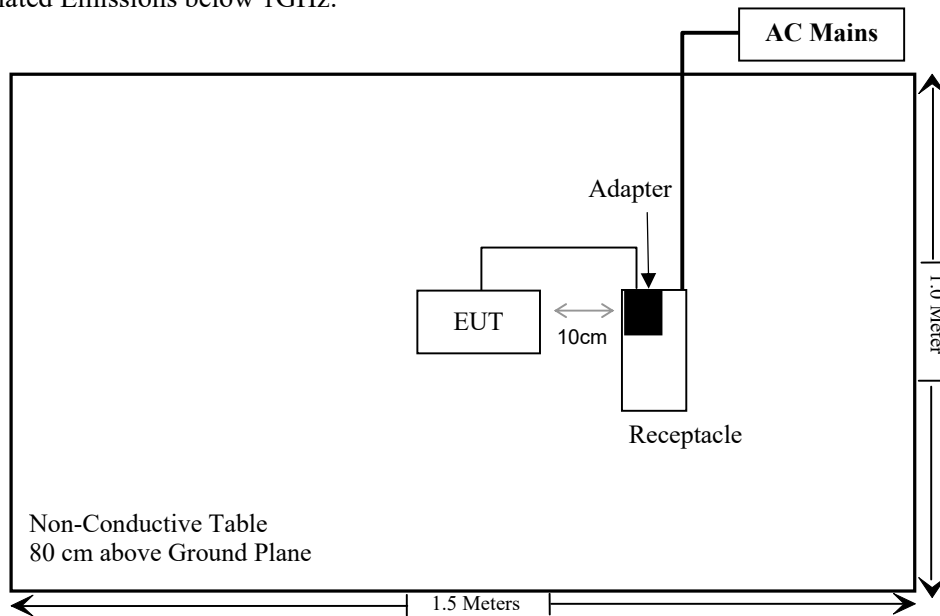 Emissions below 1GHz.
AC Mains
Adapter
EUT
10cm
Receptacle
Non-Conductive Table
80 cm above Ground Plane
1.0 Meter
1.5 Meters